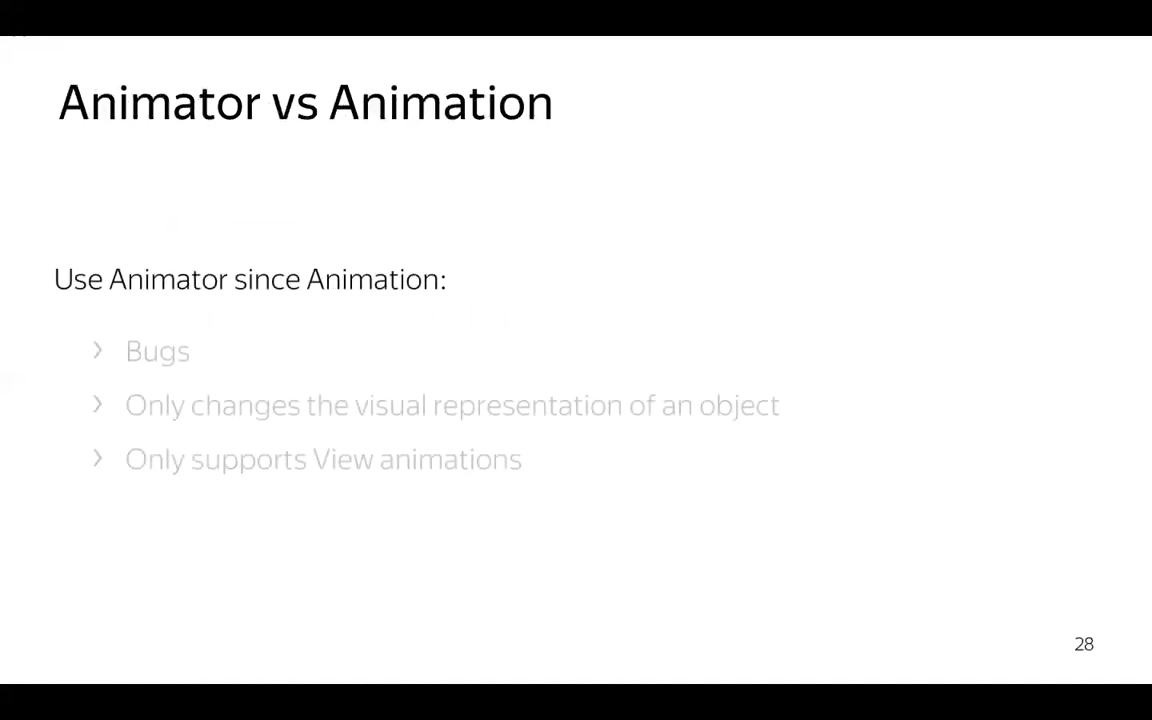 Animator vs Animation
Use Animator since Animation:
› Bugs
› Only changes the visual representation of an object
› Only supports View animations
28